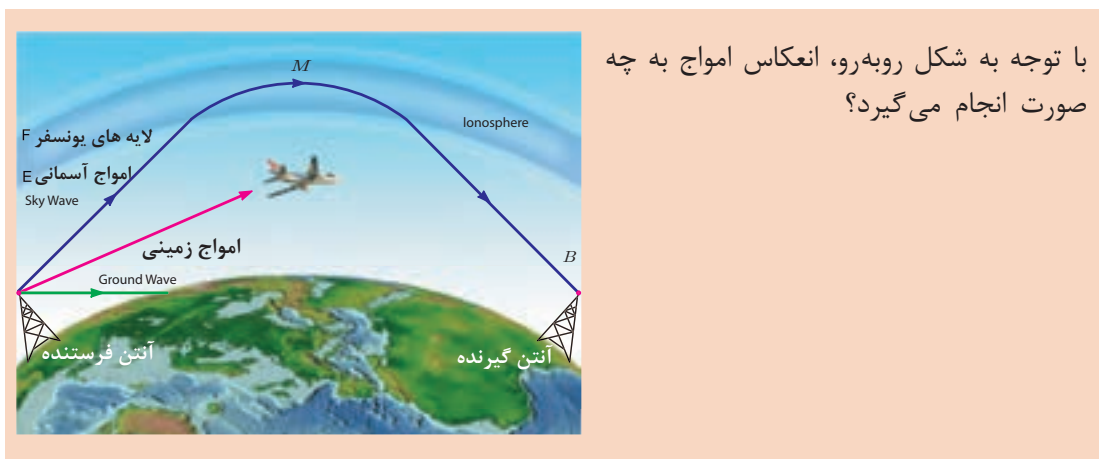 با توجه به شکل روبه‌رو، انعکاس امواج به چه
صورت انجام می‌گیرد؟
M
Ionosphere
لایه های یونسفر F
امواج آسمانی E
Sky Wave
امواج زمینی
B
Ground Wave
آنتن فرستنده
آنتن گیرنده